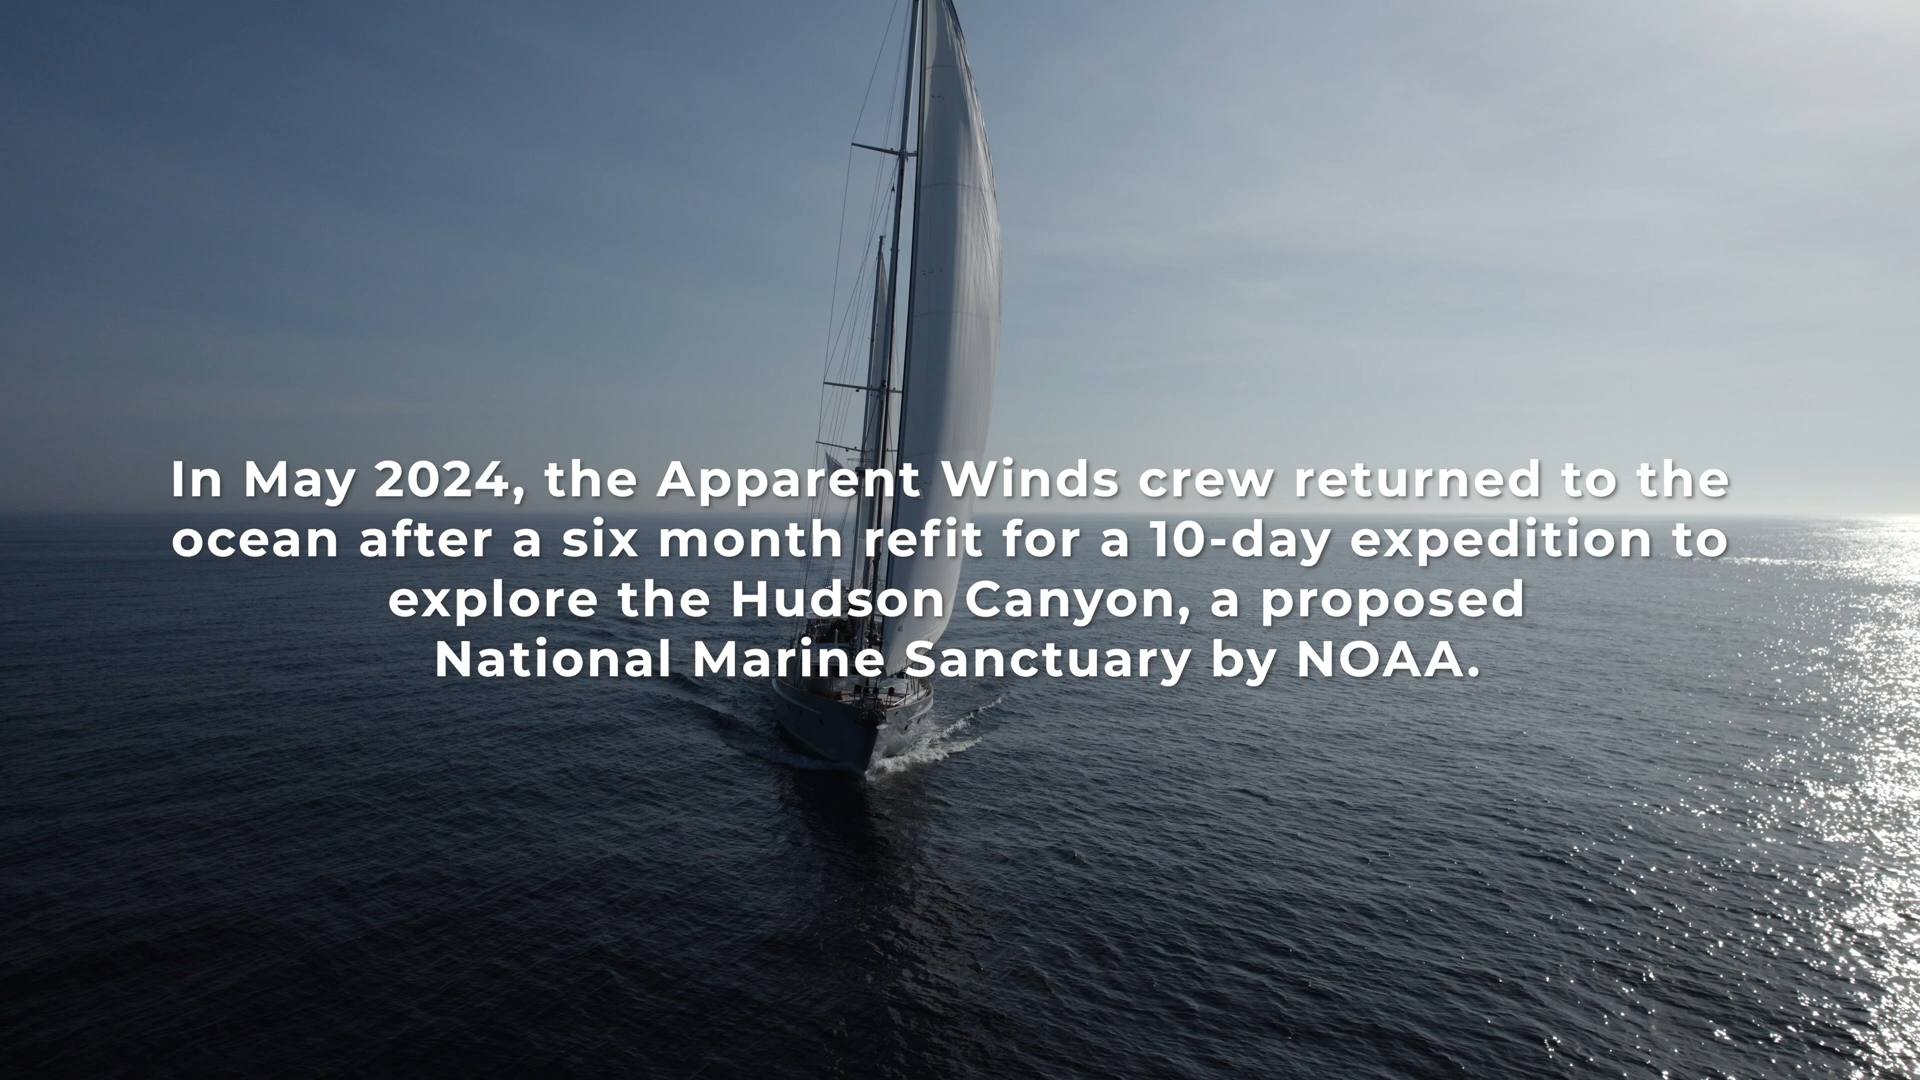 In May 2024, the Apparent Winds crew returned to the
ocean after a six month refit for a 10-day expedition to
explore the Hudson Canyon, a proposed
National Marine Sanctuary by NOAA.